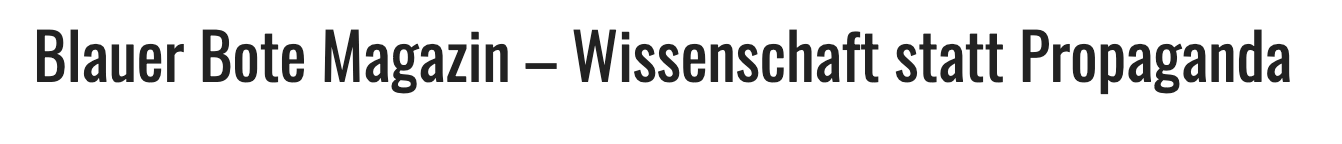 Blauer Bote Magazin – Wissenschaft statt Propaganda